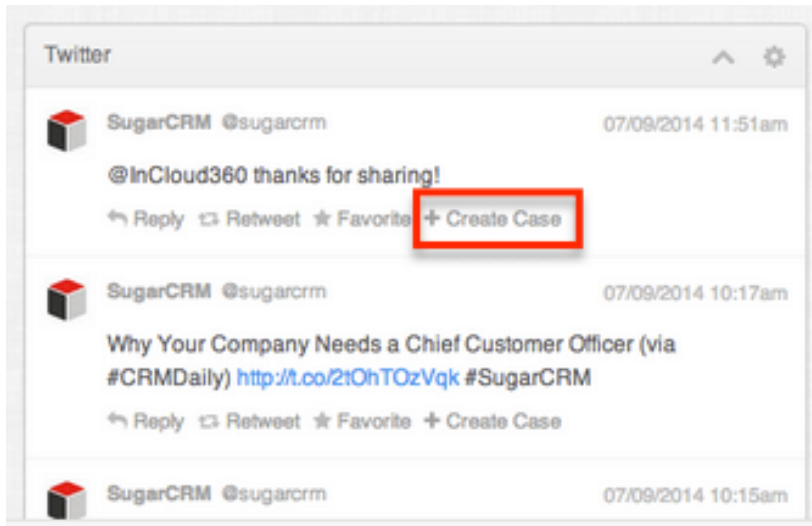 Twitter
SugarCRM @sugarcrm 07/09/2014 11:51am
@InCloud360 thanks for sharing!
Reply Retweet Favorite + Create Case
SugarCRM @sugarcrm 07/09/2014 10:17am
Why Your Company Needs a Chief Customer Officer (via
#CRMDaily) http://t.co/2tOhTOzVqk #SugarCRM
Reply Retweet Favorite + Create Case
SugarCRM @sugarcrm 07/09/2014 10:15am